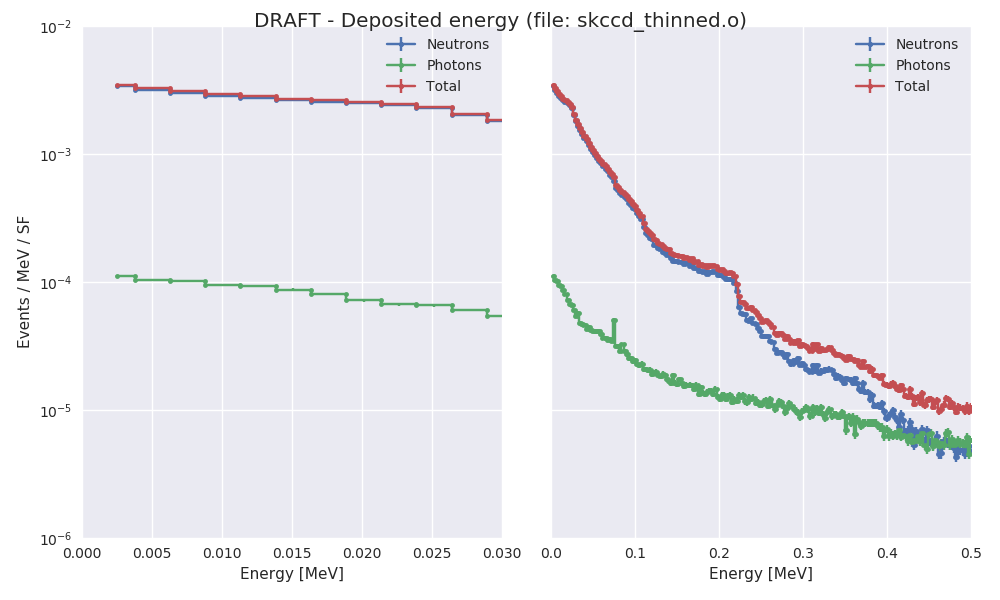 DRAFT - Deposited energy (file: skccd_thinned.o)
Events / MeV / SF
10⁻²
10⁻³
10⁻⁴
10⁻⁵
10⁻⁶
Neutrons
Photons
Total
0.000 0.005 0.010 0.015 0.020 0.025 0.030
Energy [MeV]
Neutrons
Photons
Total
0.0 0.1 0.2 0.3 0.4 0.5
Energy [MeV]